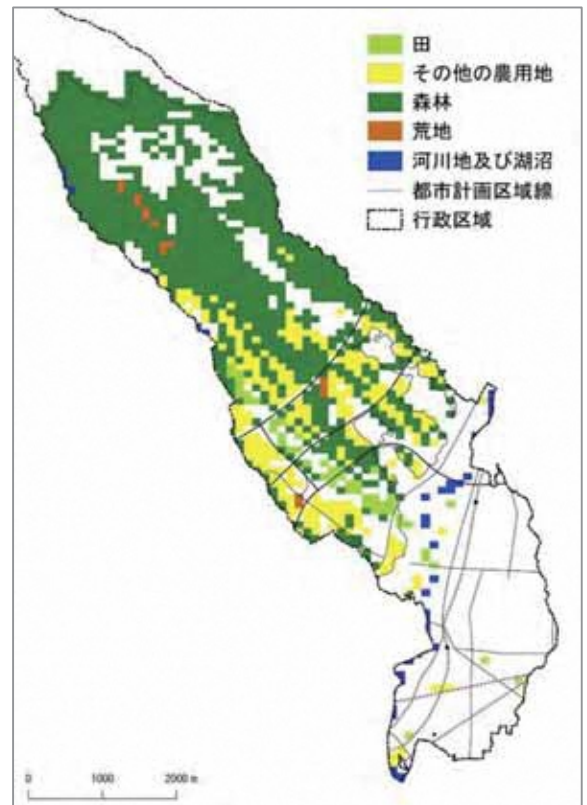 田
その他の農用地
森林
荒地
河川地及び湖沼
都市計画区域線
行政区域
0 1000 2000 m